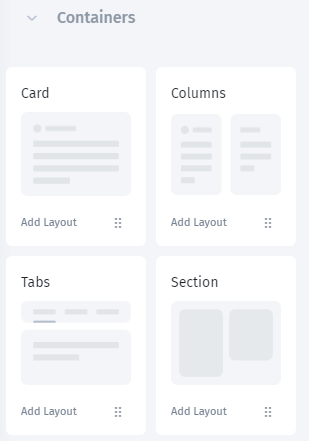 Containers
Card
Columns
Add Layout
Add Layout
Tabs
Section
Add Layout
Add Layout